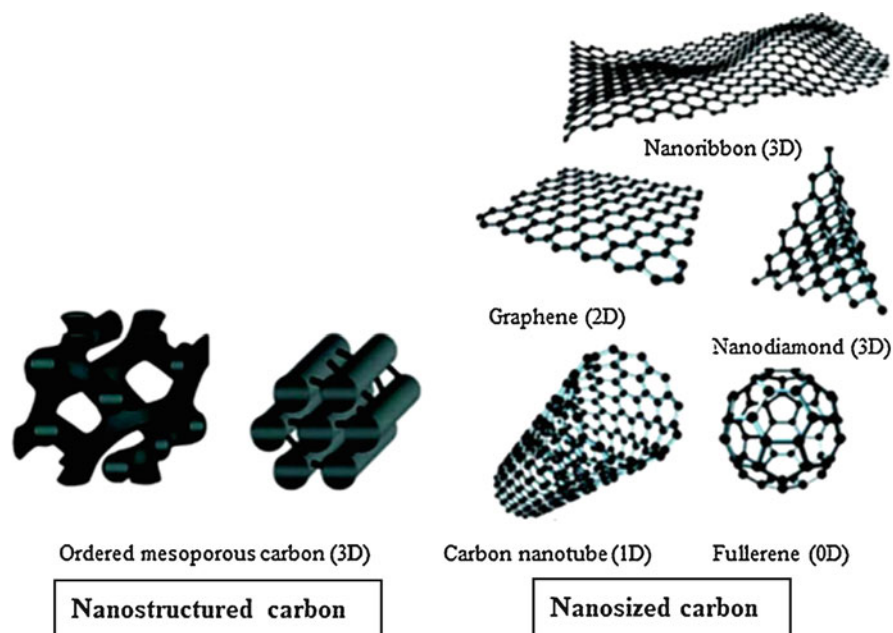 Nanoribbon (3D)
Graphene (2D)
Nanodiamond (3D)
Ordered mesoporous carbon (3D)
Carbon nanotube (1D)
Fullerene (0D)
Nanostructured carbon
Nanosized carbon